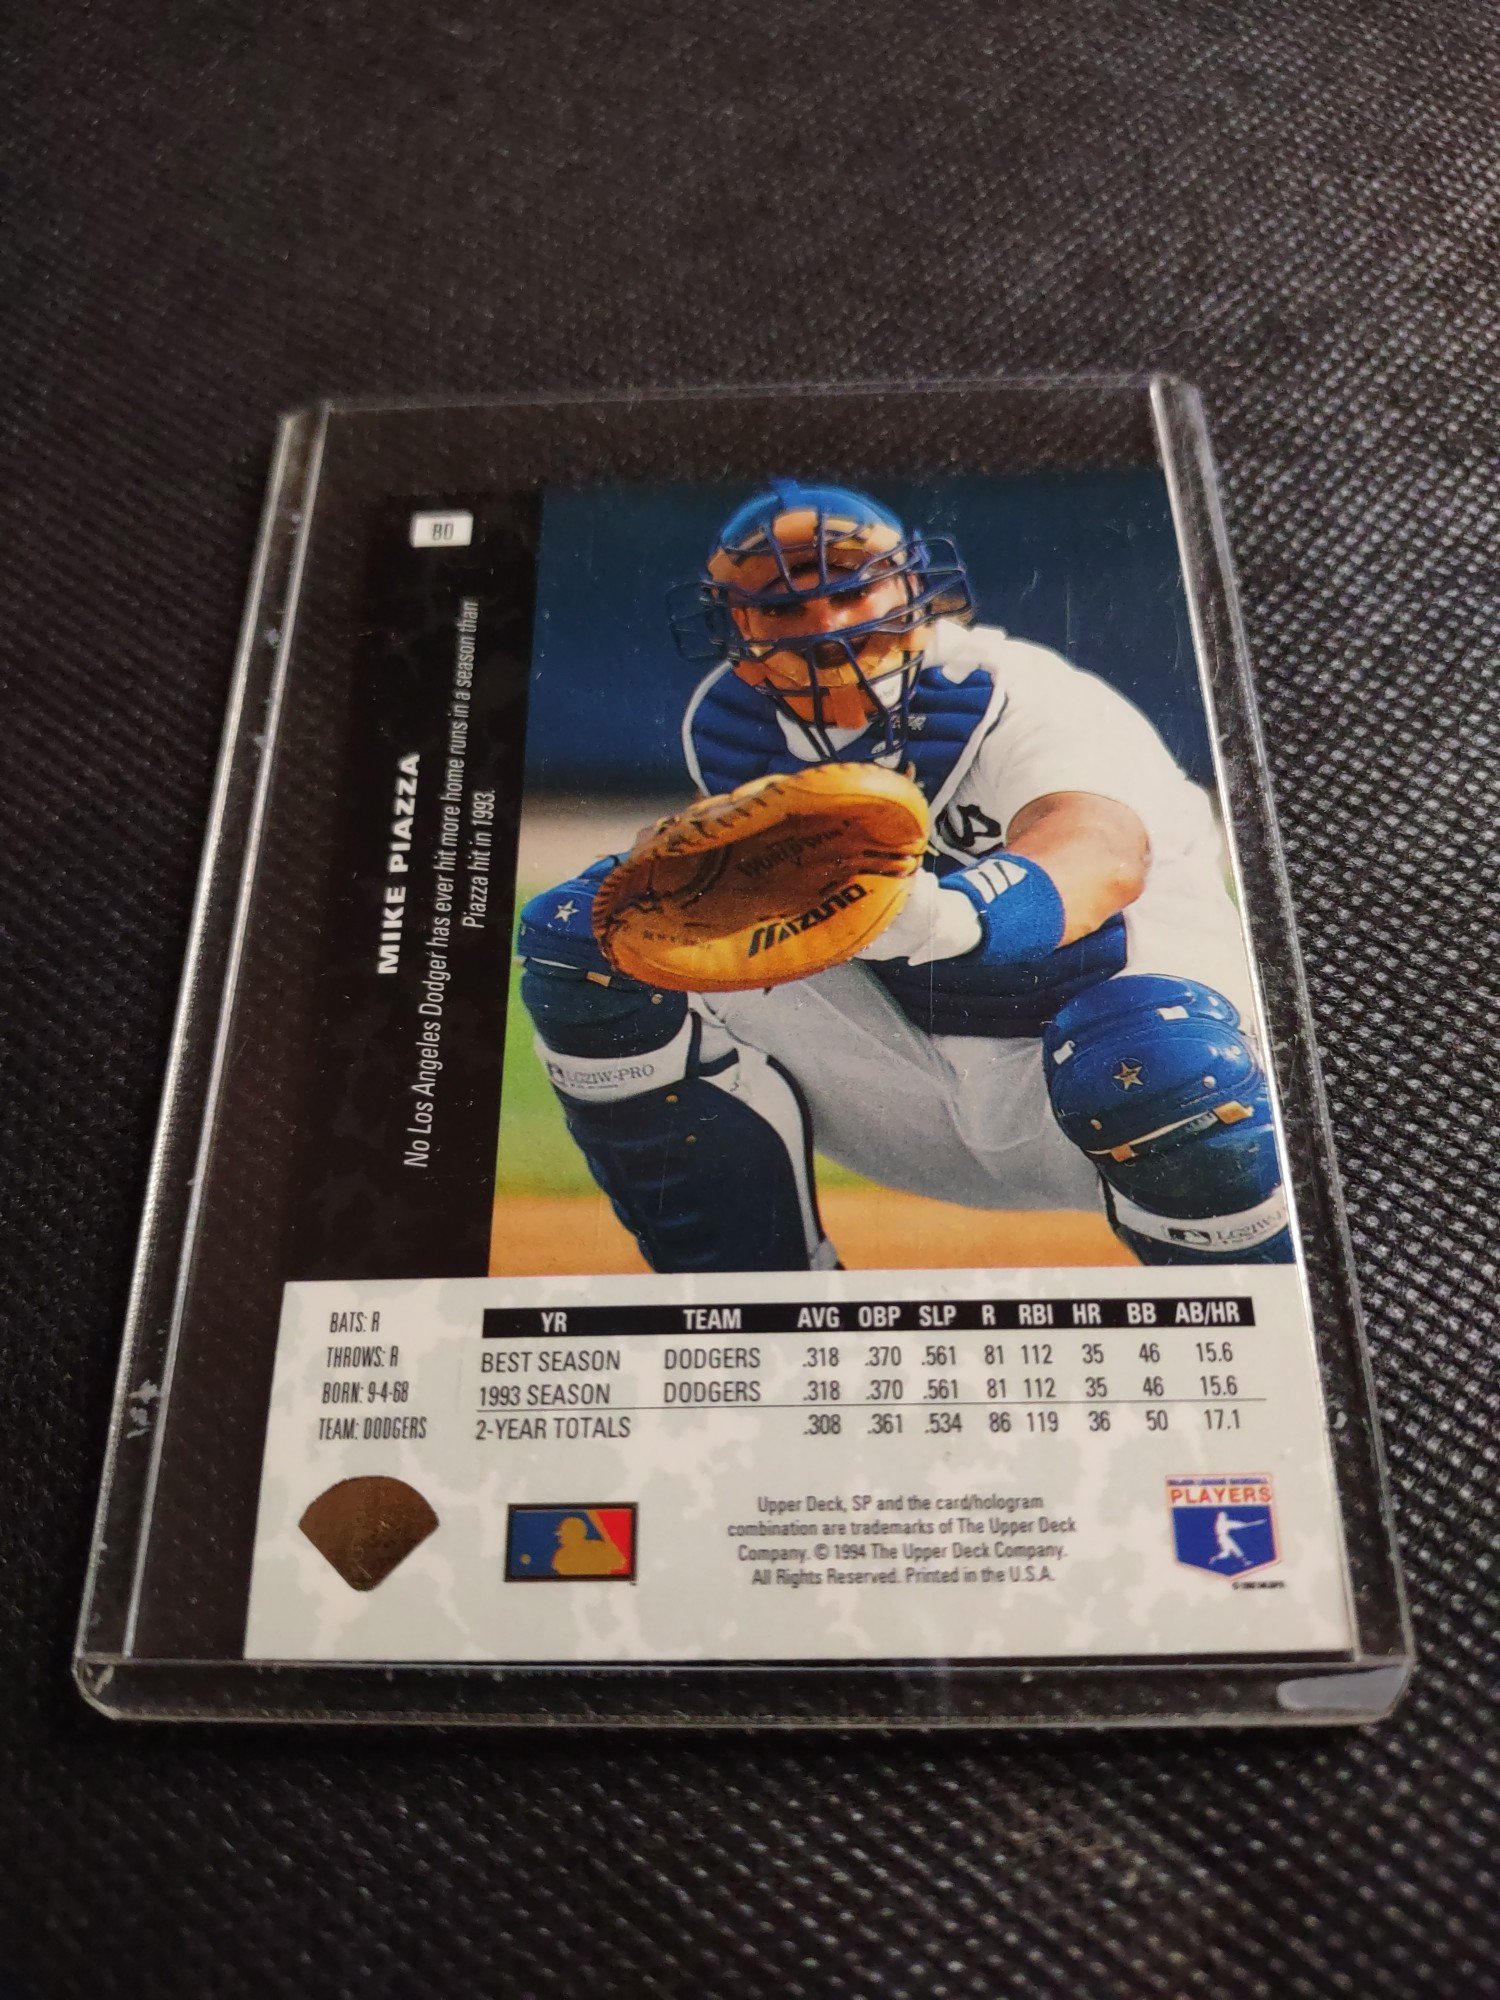 80
MIKE PIAZZA
No Los Angeles Dodger has ever hit more home runs in a season than
Piazza hit in 1993.
MIZUNO
LG21W-PRO
BATS: R
THROWS: R
BORN: 9-4-68
TEAM: DODGERS
YR TEAM AVG OBP SLP R RBI HR BB AB/HR
BEST SEASON DODGERS .318 .370 .561 81 112 35 46 15.6
1993 SEASON DODGERS .318 .370 .561 81 112 35 46 15.6
2-YEAR TOTALS .308 .361 .534 86 119 36 50 17.1
Upper Deck, SP and the card/hologram
combination are trademarks of The Upper Deck
Company. © 1994 The Upper Deck Company.
All Rights Reserved. Printed in the U.S.A.
MAJOR LEAGUE BASEBALL
PLAYERS